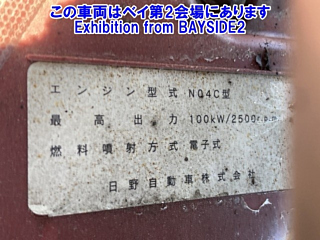 この車両はベイ第2会場にあります
Exhibition from BAYSIDE2
エンジン型式 N04C型
最高出力 100kW/2500r.p.m
燃料噴射方式 電子式
日野自動車株式会社